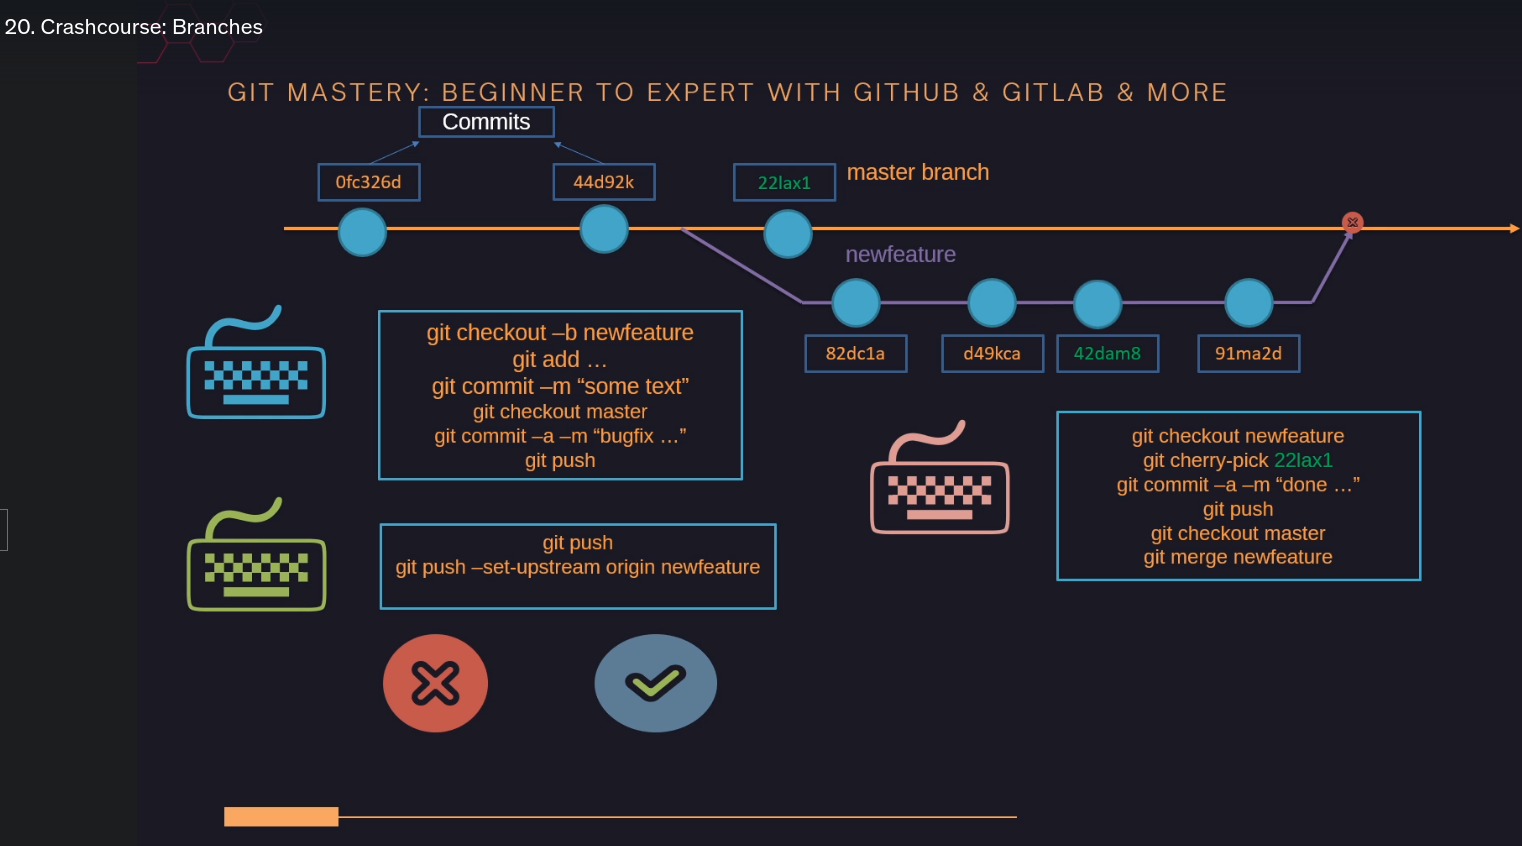 20. Crashcourse: Branches
GIT MASTERY: BEGINNER TO EXPERT WITH GITHUB & GITLAB & MORE
Commits
0fc326d
44d92k
22lax1
master branch
newfeature
82dc1a
d49kca
42dam8
91ma2d
git checkout –b newfeature
git add …
git commit –m “some text”
git checkout master
git commit –a –m “bugfix …”
git push
git push
git push –set-upstream origin newfeature
git checkout newfeature
git cherry-pick 22lax1
git commit –a –m “done …”
git push
git checkout master
git merge newfeature